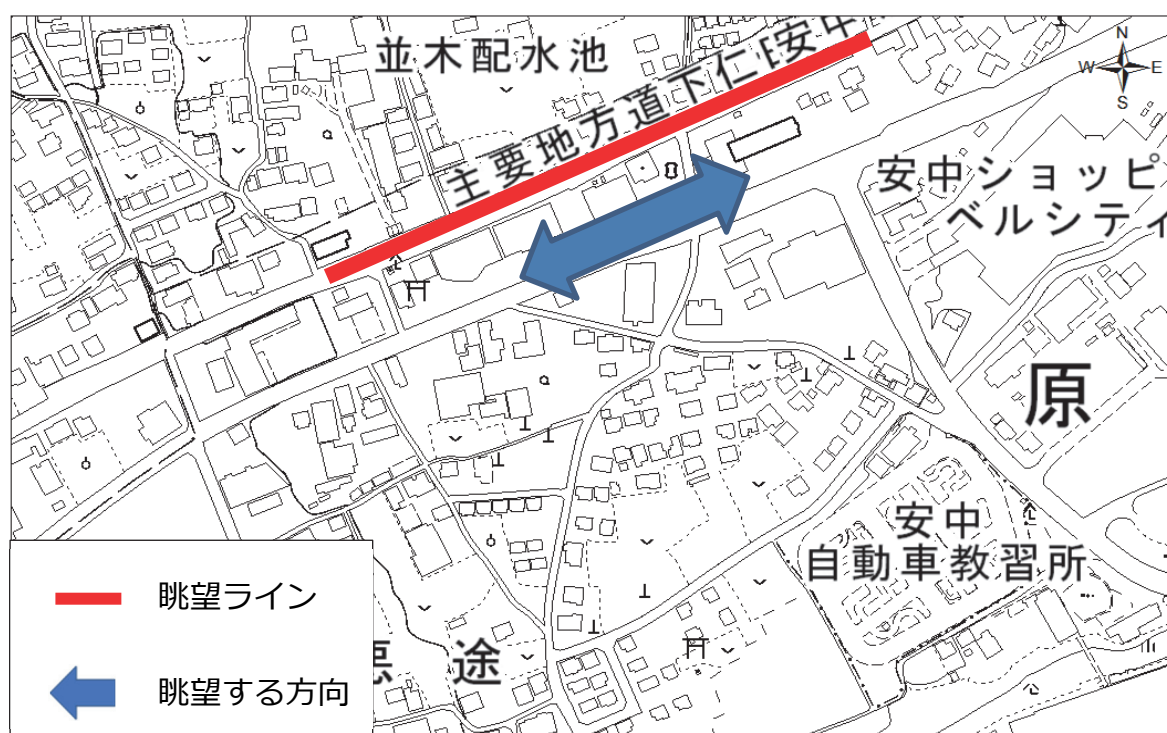 並木配水池
主要地方道下仁田安中
N
W E
S
安中ショッピ
ベルシティ
原
安中
自動車教習所
途
眺望ライン
眺望する方向